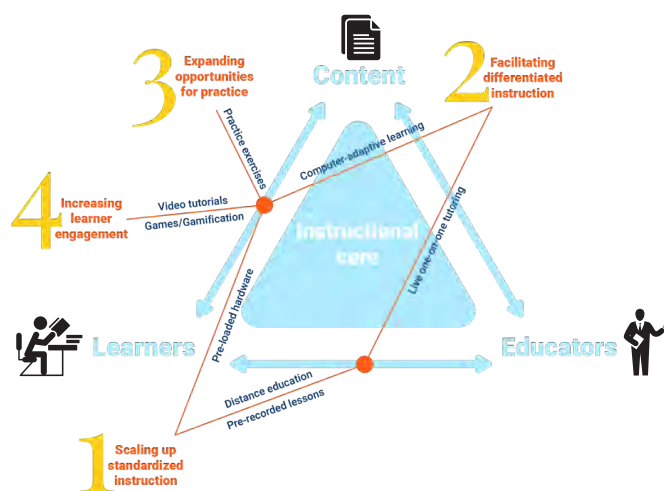 3
Expanding
opportunities
for practice
Content
2
Facilitating
differentiated
instruction
Practice exercises
Computer-adaptive learning
4
Increasing
learner
engagement
Video tutorials
Games/Gamification
Instructional
core
Live one-on-one tutoring
Pre-loaded hardware
Learners
Educators
Distance education
Pre-recorded lessons
1
Scaling up
standardized
instruction